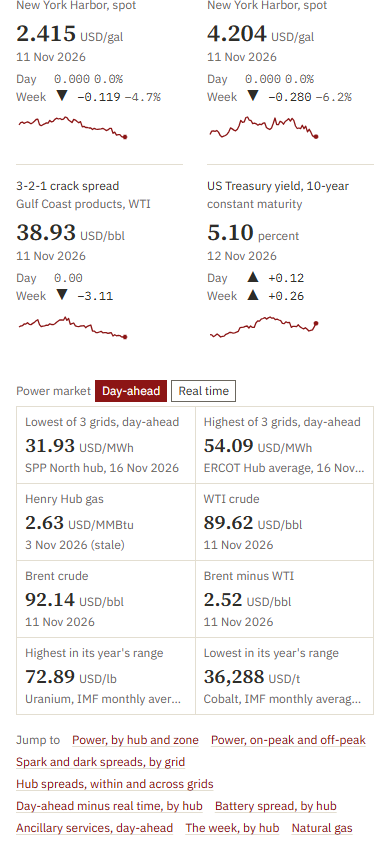 New York Harbor, spot
2.415 USD/gal
11 Nov 2026
Day 0.000 0.0%
Week ▼ −0.119 −4.7%
New York Harbor, spot
4.204 USD/gal
11 Nov 2026
Day 0.000 0.0%
Week ▼ −0.280 −6.2%
3-2-1 crack spread
Gulf Coast products, WTI
38.93 USD/bbl
11 Nov 2026
Day 0.00
Week ▼ −3.11
US Treasury yield, 10-year
constant maturity
5.10 percent
12 Nov 2026
Day ▲ +0.12
Week ▲ +0.26
Power market Day-ahead Real time
Lowest of 3 grids, day-ahead
31.93 USD/MWh
SPP North hub, 16 Nov 2026
Highest of 3 grids, day-ahead
54.09 USD/MWh
ERCOT Hub average, 16 Nov…
Henry Hub gas
2.63 USD/MMBtu
3 Nov 2026 (stale)
WTI crude
89.62 USD/bbl
11 Nov 2026
Brent crude
92.14 USD/bbl
11 Nov 2026
Brent minus WTI
2.52 USD/bbl
11 Nov 2026
Highest in its year's range
72.89 USD/lb
Uranium, IMF monthly aver…
Lowest in its year's range
36,288 USD/t
Cobalt, IMF monthly averag…
Jump to Power, by hub and zone Power, on-peak and off-peak
Spark and dark spreads, by grid
Hub spreads, within and across grids
Day-ahead minus real time, by hub Battery spread, by hub
Ancillary services, day-ahead The week, by hub Natural gas